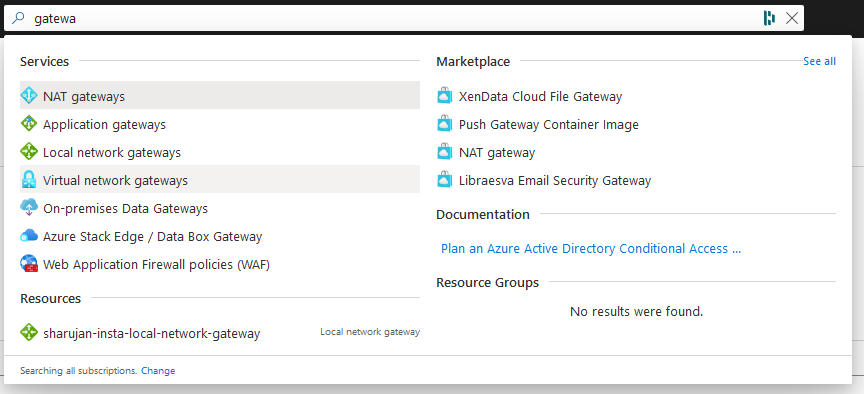 gatewa
Services
NAT gateways
Application gateways
Local network gateways
Virtual network gateways
On-premises Data Gateways
Azure Stack Edge / Data Box Gateway
Web Application Firewall policies (WAF)
Resources
sharujan-insta-local-network-gateway Local network gateway
Marketplace See all
XenData Cloud File Gateway
Push Gateway Container Image
NAT gateway
Libraesva Email Security Gateway
Documentation
Plan an Azure Active Directory Conditional Access ...
Resource Groups
No results were found.
Searching all subscriptions. Change